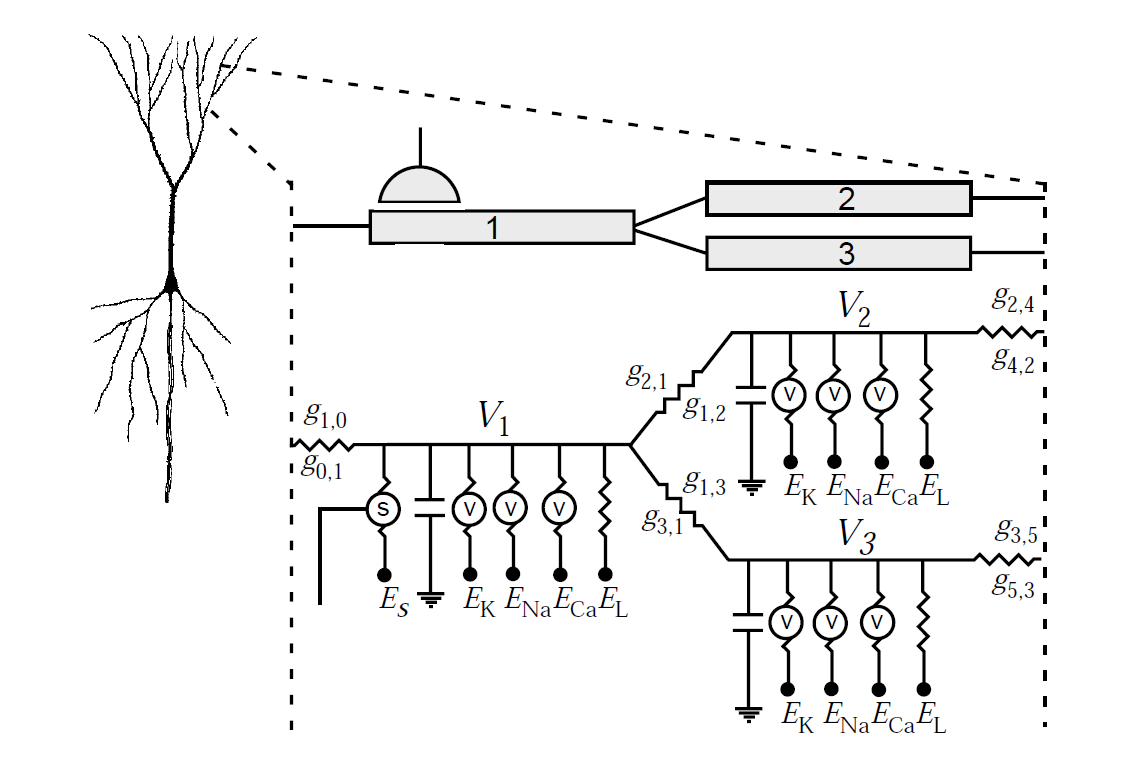 2
1
3
V2
g2,4
g4,2
g2,1
g1,2
V V V
g1,0
V1
g0,1
g1,3
EK ENa ECa EL
S V V V
g3,1
V3
g3,5
g5,3
Es EK ENa ECa EL
V V V
EK ENa ECa EL